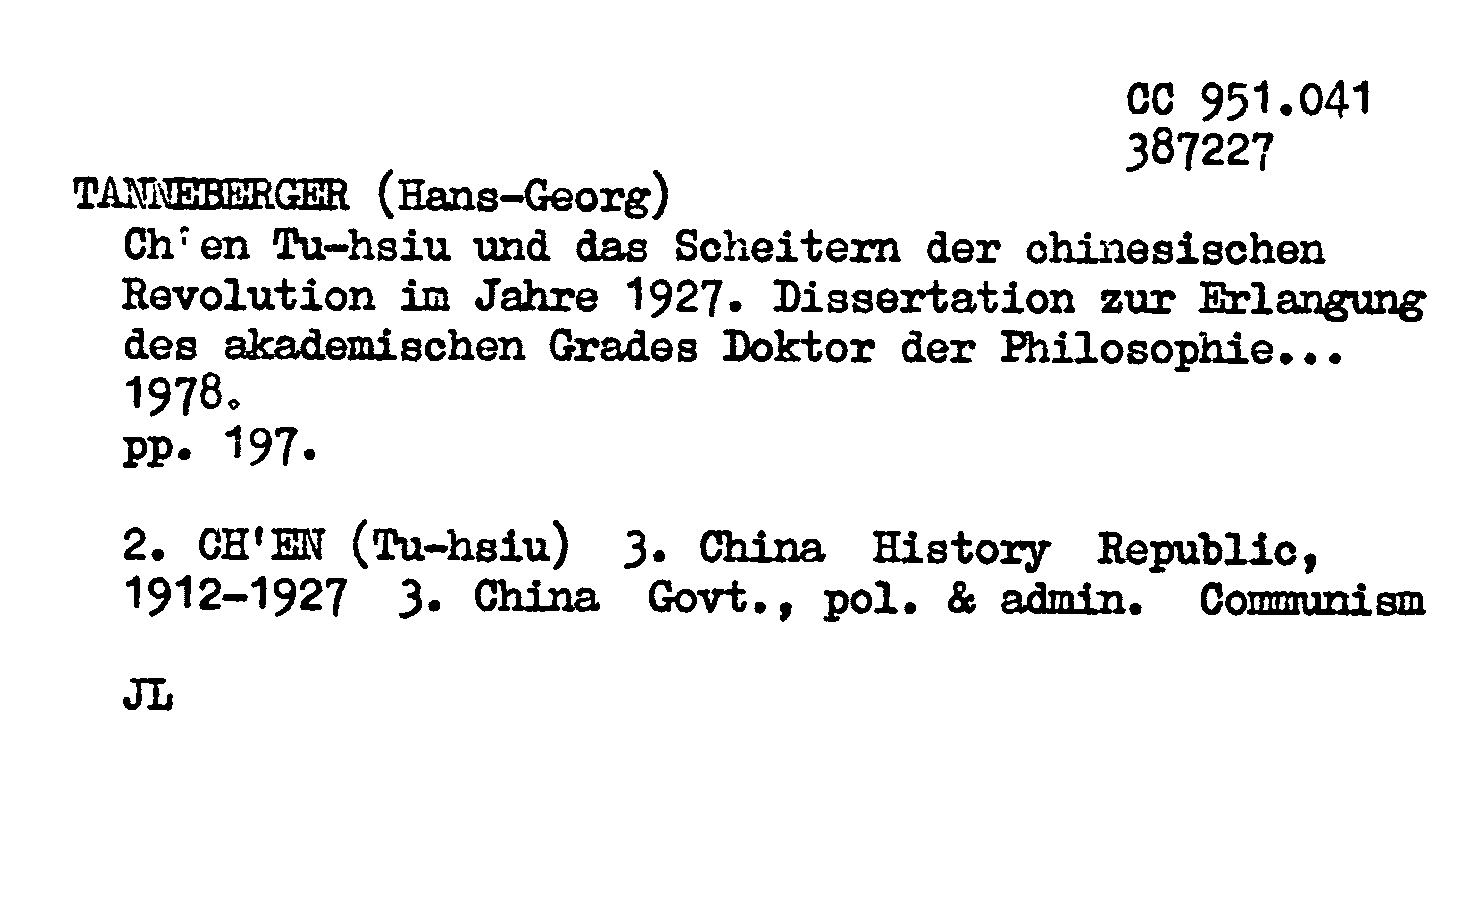 CC 951.041
387227
TANNEBERGER (Hans-Georg)
Ch'en Tu-hsiu und das Scheitern der chinesischen
Revolution im Jahre 1927. Dissertation zur Erlangung
des akademischen Grades Doktor der Philosophie...
1978.
pp. 197.
2. CH'EN (Tu-hsiu) 3. China History Republic,
1912-1927 3. China Govt., pol. & admin. Communism
JL